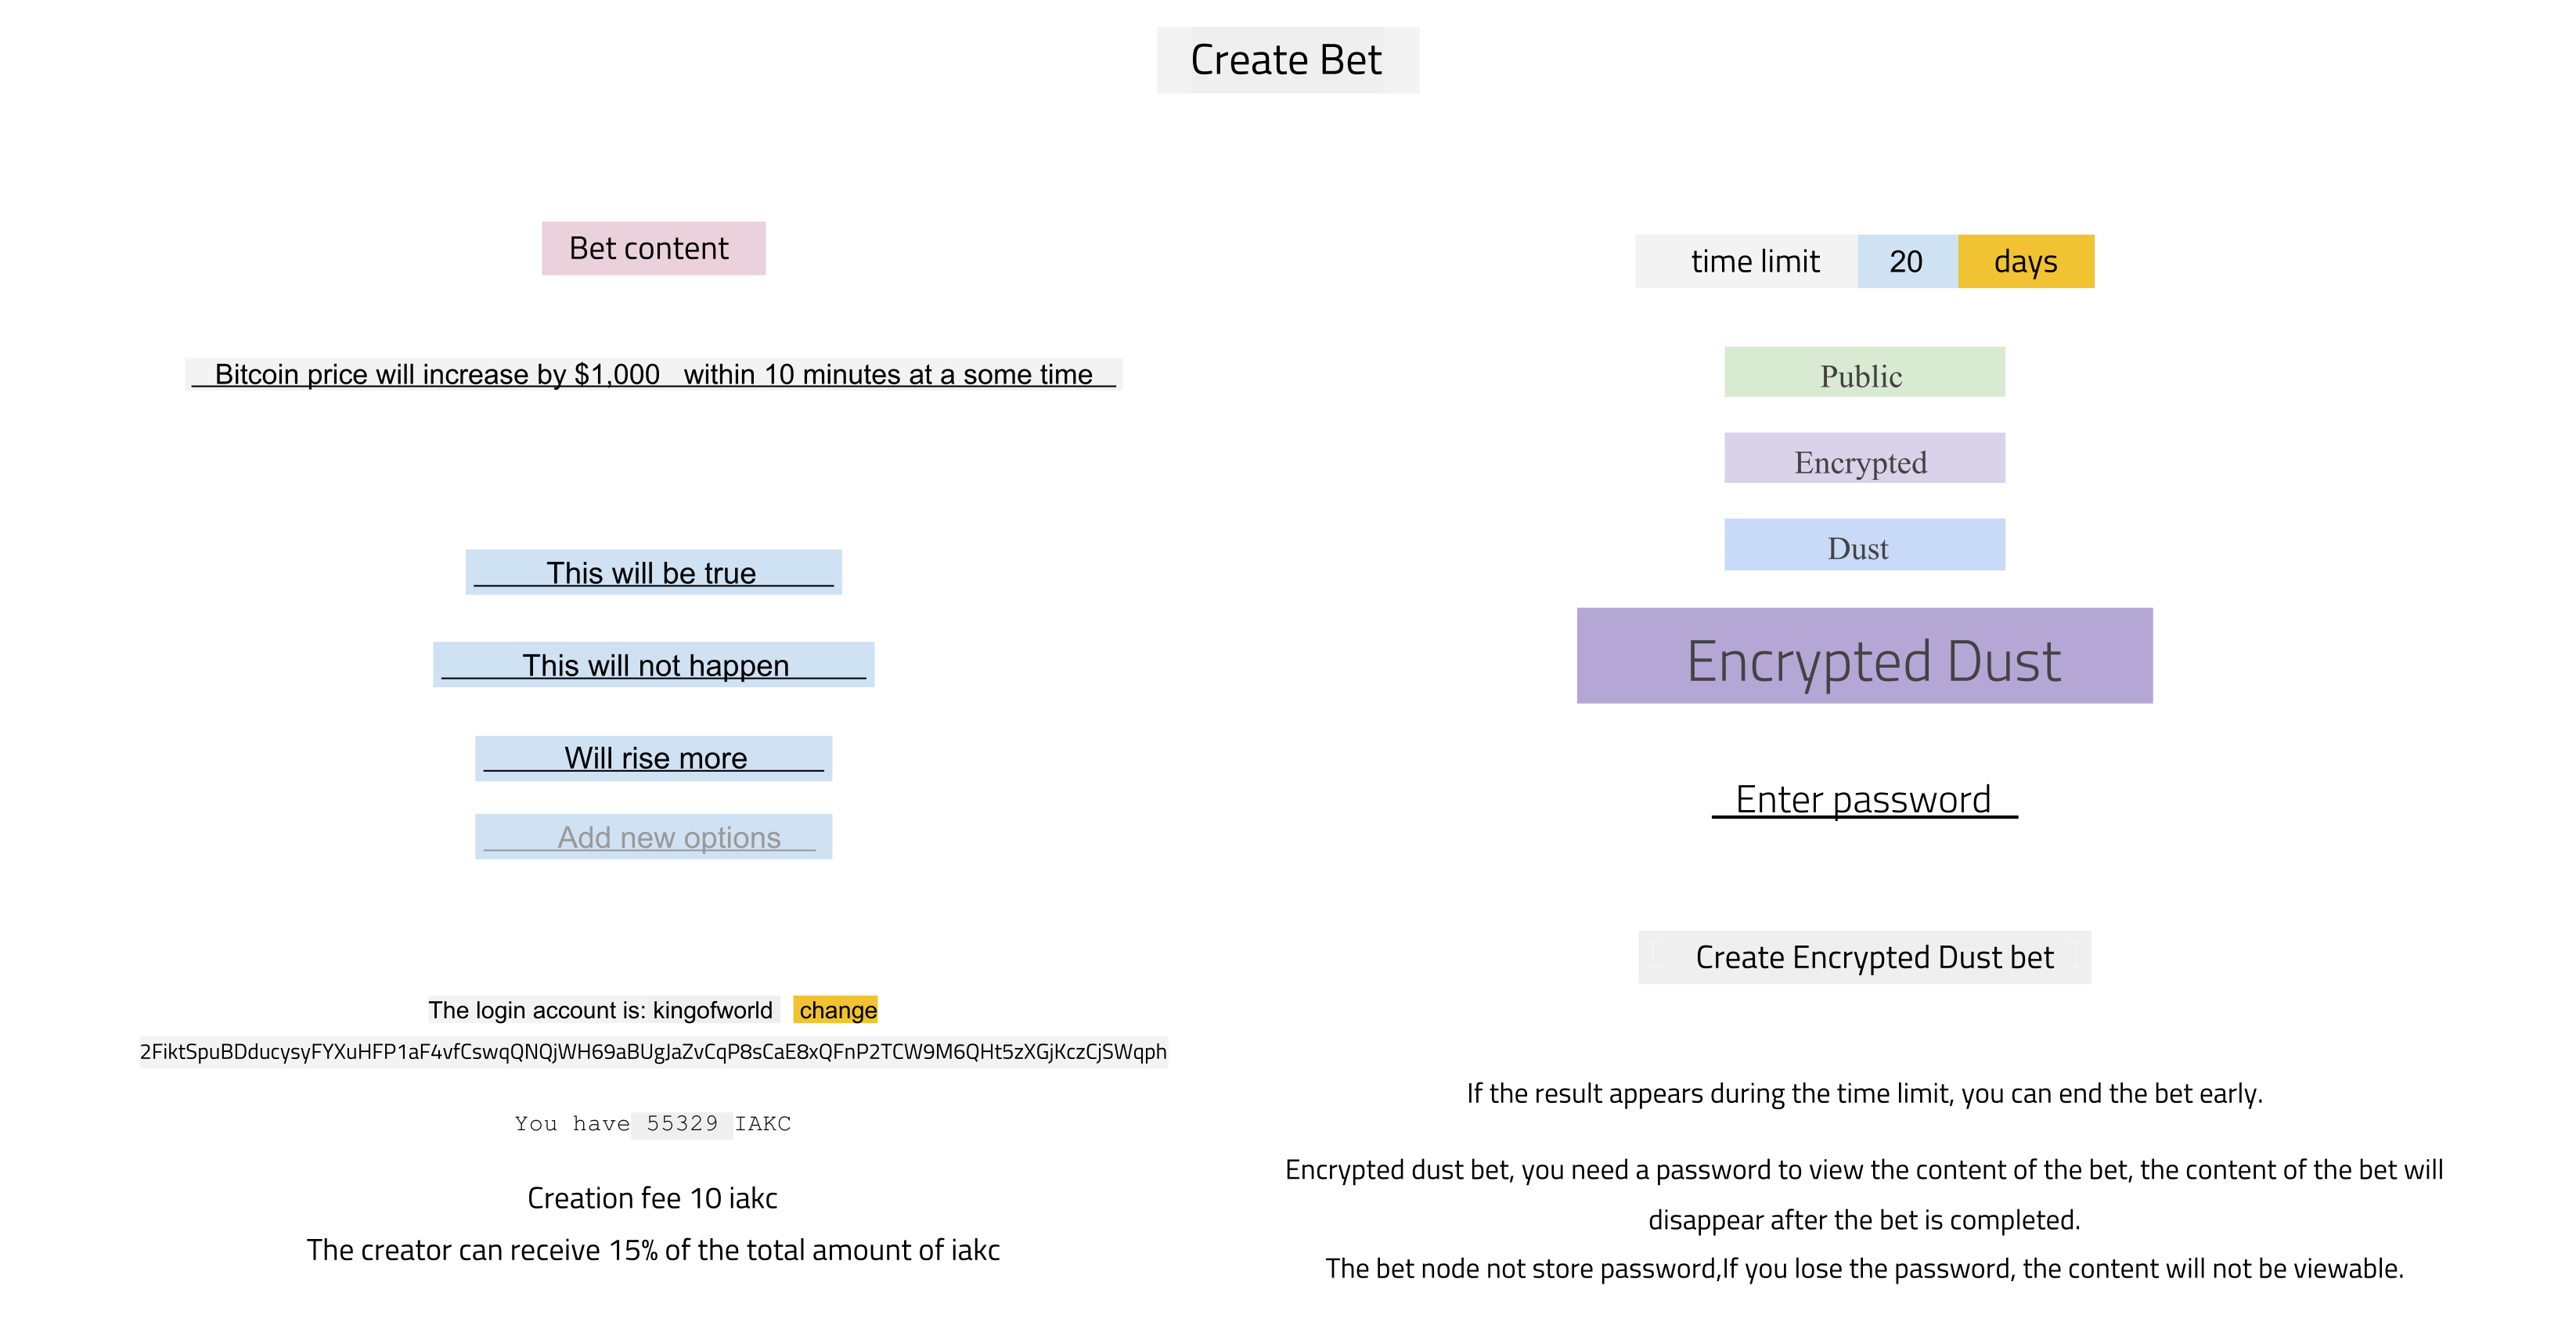 Create Bet
Bet content
Bitcoin price will increase by $1,000 within 10 minutes at a some time
This will be true
This will not happen
Will rise more
Add new options
The login account is: kingofworld change
2FiktSpuBDducysyFYXuHFP1aF4vfCswqQNQjWH69aBUgJaZvCqP8sCaE8xQFnP2TCW9M6QHt5zXGjKczCjSWqph
You have 55329 IAKC
Creation fee 10 iakc
The creator can receive 15% of the total amount of iakc
time limit 20 days
Public
Encrypted
Dust
Encrypted Dust
Enter password
Create Encrypted Dust bet
If the result appears during the time limit, you can end the bet early.
Encrypted dust bet, you need a password to view the content of the bet, the content of the bet will
disappear after the bet is completed.
The bet node not store password,If you lose the password, the content will not be viewable.